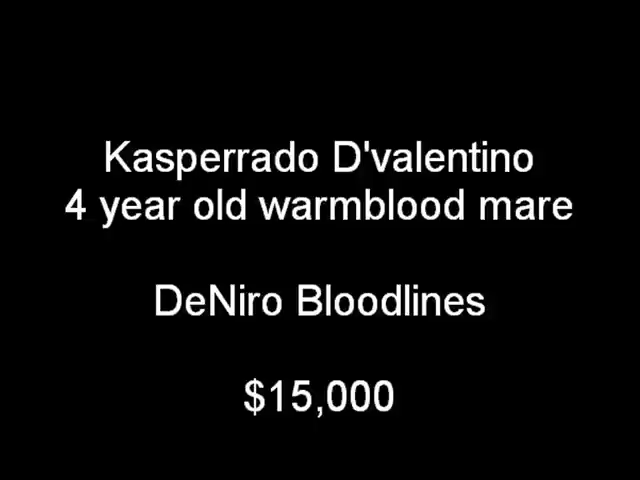 Kasperrado D'valentino
4 year old warmblood mare
DeNiro Bloodlines
$15,000